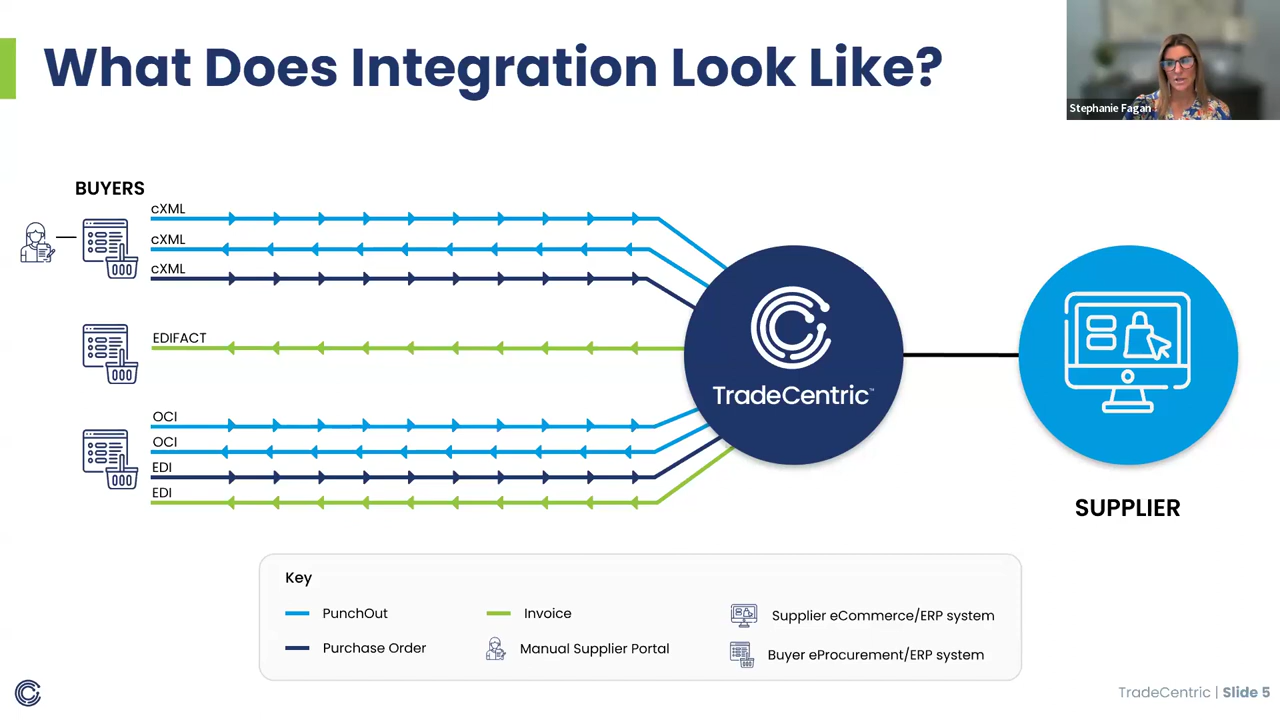 What Does Integration Look Like?
Stephanie Fagan
BUYERS
cXML
cXML
cXML
EDIFACT
OCI
OCI
EDI
EDI
TradeCentric™
SUPPLIER
Key
PunchOut
Invoice
Supplier eCommerce/ERP system
Purchase Order
Manual Supplier Portal
Buyer eProcurement/ERP system
TradeCentric | Slide 5